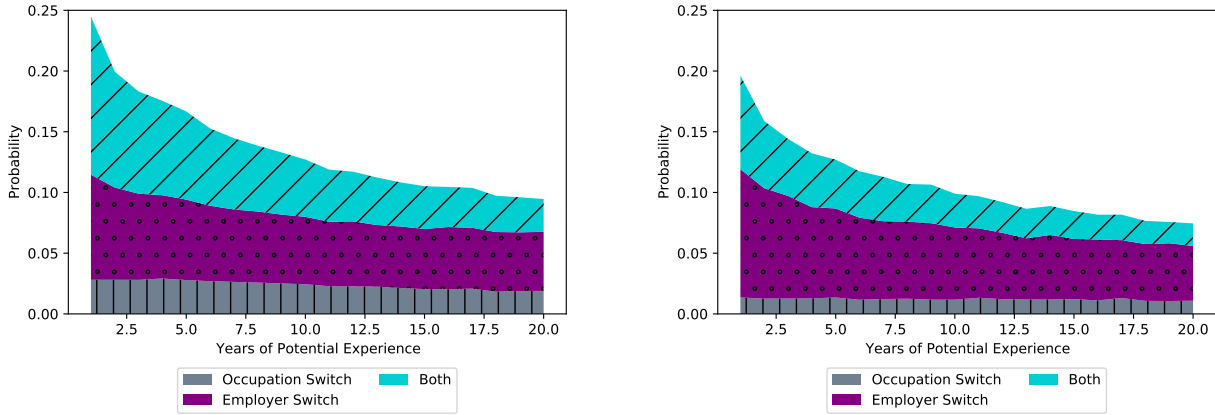 0.25
0.20
0.15
0.10
0.05
0.00
Probability
2.5 5.0 7.5 10.0 12.5 15.0 17.5 20.0
Years of Potential Experience
Occupation Switch Both
Employer Switch
0.25
0.20
0.15
0.10
0.05
0.00
Probability
2.5 5.0 7.5 10.0 12.5 15.0 17.5 20.0
Years of Potential Experience
Occupation Switch Both
Employer Switch